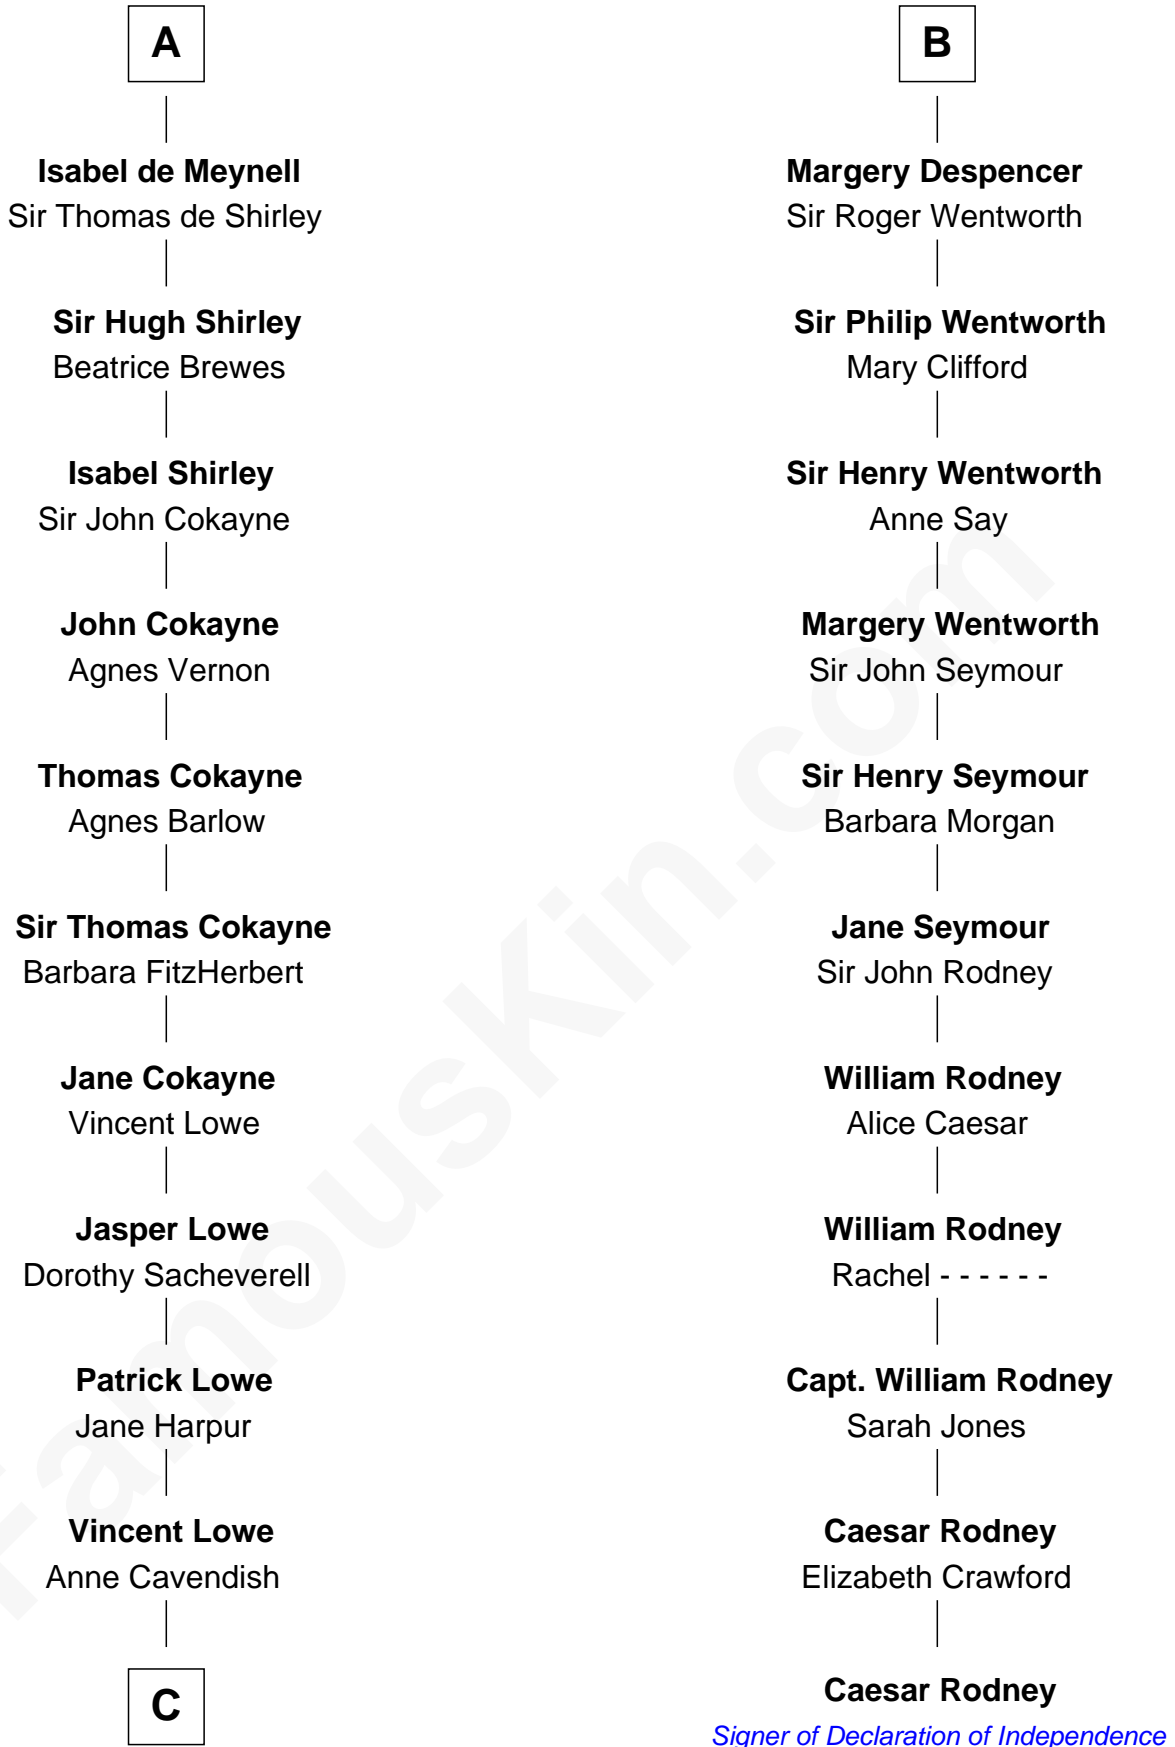 A
Isabel de Meynell
Sir Thomas de Shirley
Sir Hugh Shirley
Beatrice Brewes
Isabel Shirley
Sir John Cokayne
John Cokayne
Agnes Vernon
Thomas Cokayne
Agnes Barlow
Sir Thomas Cokayne
Barbara FitzHerbert
Jane Cokayne
Vincent Lowe
Jasper Lowe
Dorothy Sacheverell
Patrick Lowe
Jane Harpur
Vincent Lowe
Anne Cavendish
C
B
Margery Despencer
Sir Roger Wentworth
Sir Philip Wentworth
Mary Clifford
Sir Henry Wentworth
Anne Say
Margery Wentworth
Sir John Seymour
Sir Henry Seymour
Barbara Morgan
Jane Seymour
Sir John Rodney
William Rodney
Alice Caesar
William Rodney
Rachel - - - - - -
Capt. William Rodney
Sarah Jones
Caesar Rodney
Elizabeth Crawford
Caesar Rodney
Signer of Declaration of Independence
FamousKin.com